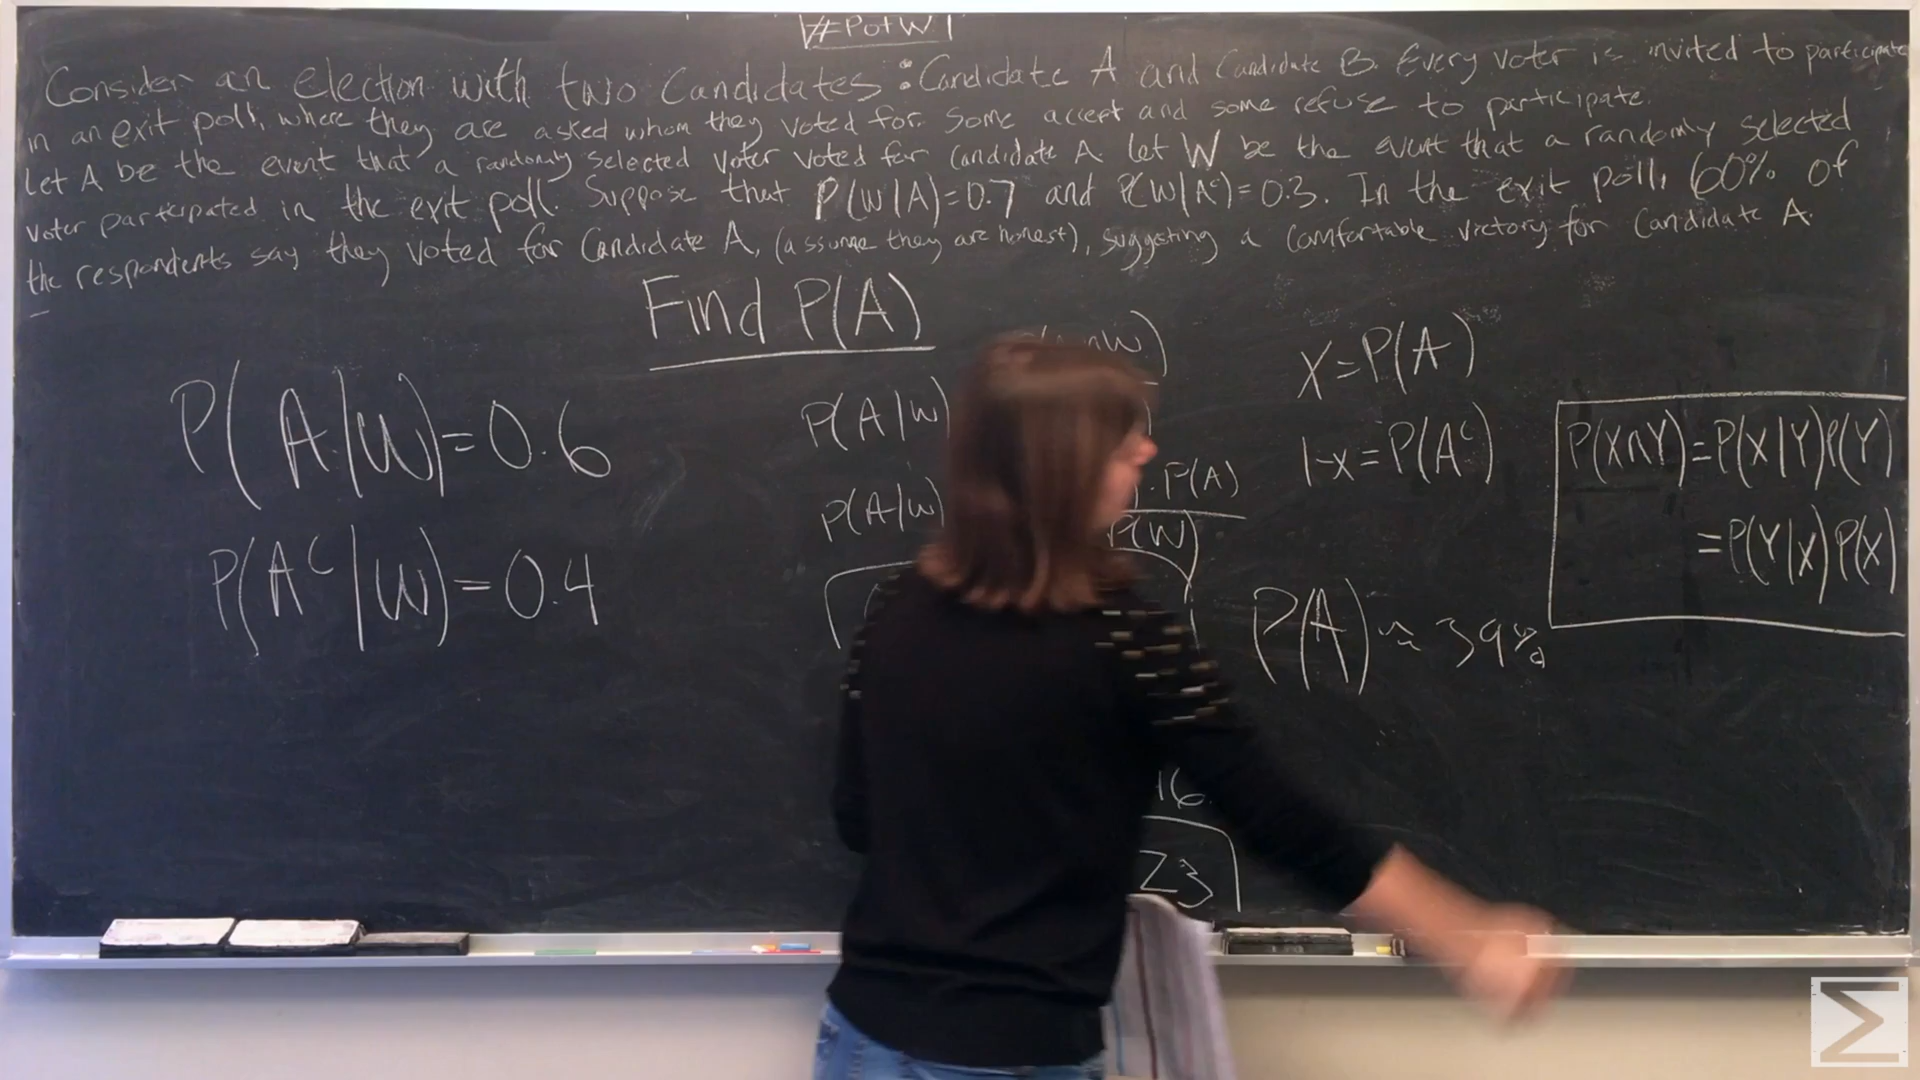 #PotW 1
Consider an election with two Candidates: Candidate A and Candidate B. Every voter is invited to participate
in an exit poll, where they are asked whom they voted for. Some accept and some refuse to participate.
Let A be the event that a randomly selected voter voted for Candidate A. Let W be the event that a randomly selected
voter participated in the exit poll. Suppose that P(W|A)=0.7 and P(W|Aᶜ)=0.3. In the exit poll, 60% of
the respondents say they voted for Candidate A, (assume they are honest), suggesting a comfortable victory for Candidate A.
Find P(A)
P(A|W)=0.6
P(Aᶜ|W)=0.4
P(A|W)
P(A|W)
∩W)
· P(A)
P(W)
16
23
X=P(A)
1-x=P(Aᶜ)
P(A)≈39%
P(X∩Y)=P(X|Y)P(Y)
=P(Y|X)P(X)
Σ